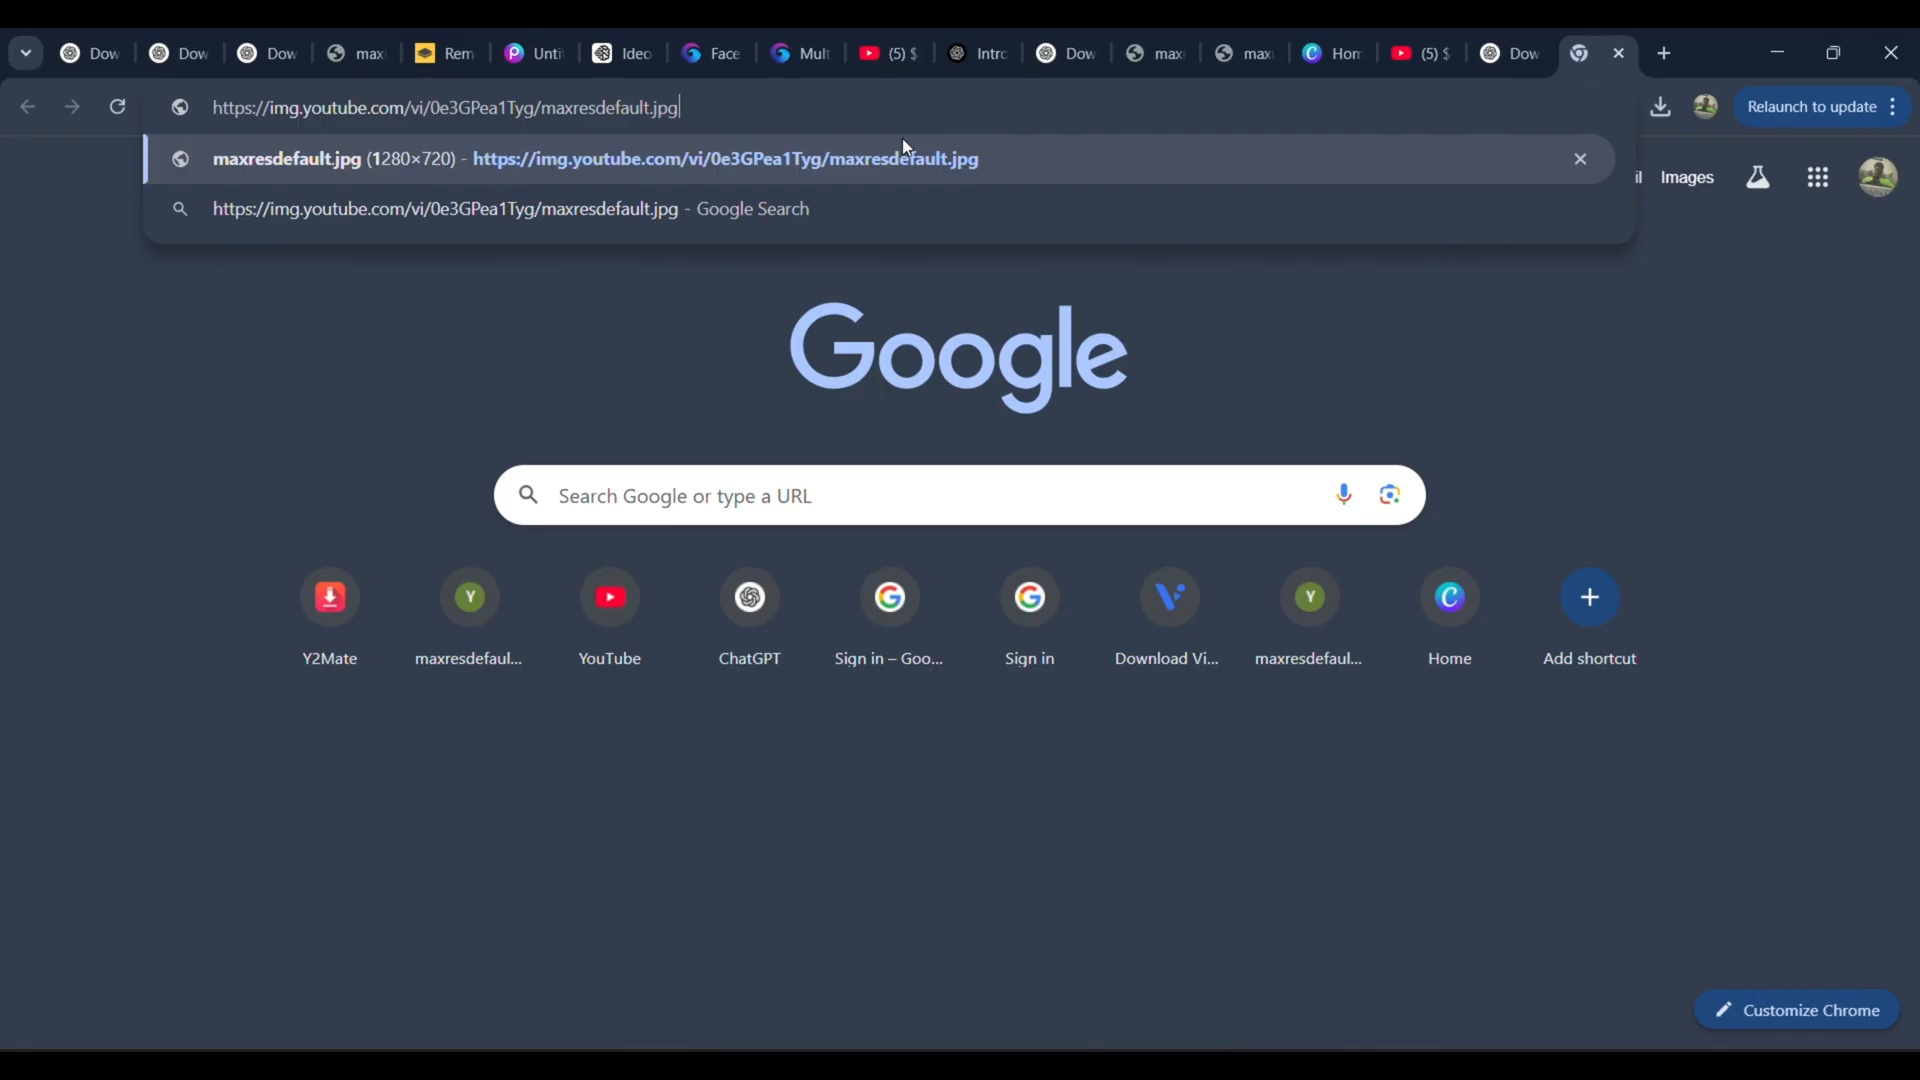 Dow Dow Dow max Rem Unti Ideo Face Mult (5) $ Intro Dow max max Hom (5) $ Dow
https://img.youtube.com/vi/0e3GPea1Tyg/maxresdefault.jpg
Relaunch to update
maxresdefault.jpg (1280×720) - https://img.youtube.com/vi/0e3GPea1Tyg/maxresdefault.jpg
il Images
https://img.youtube.com/vi/0e3GPea1Tyg/maxresdefault.jpg - Google Search
Google
Search Google or type a URL
Y Y
Y2Mate maxresdefaul... YouTube ChatGPT Sign in – Goo... Sign in Download Vi... maxresdefaul... Home Add shortcut
Customize Chrome